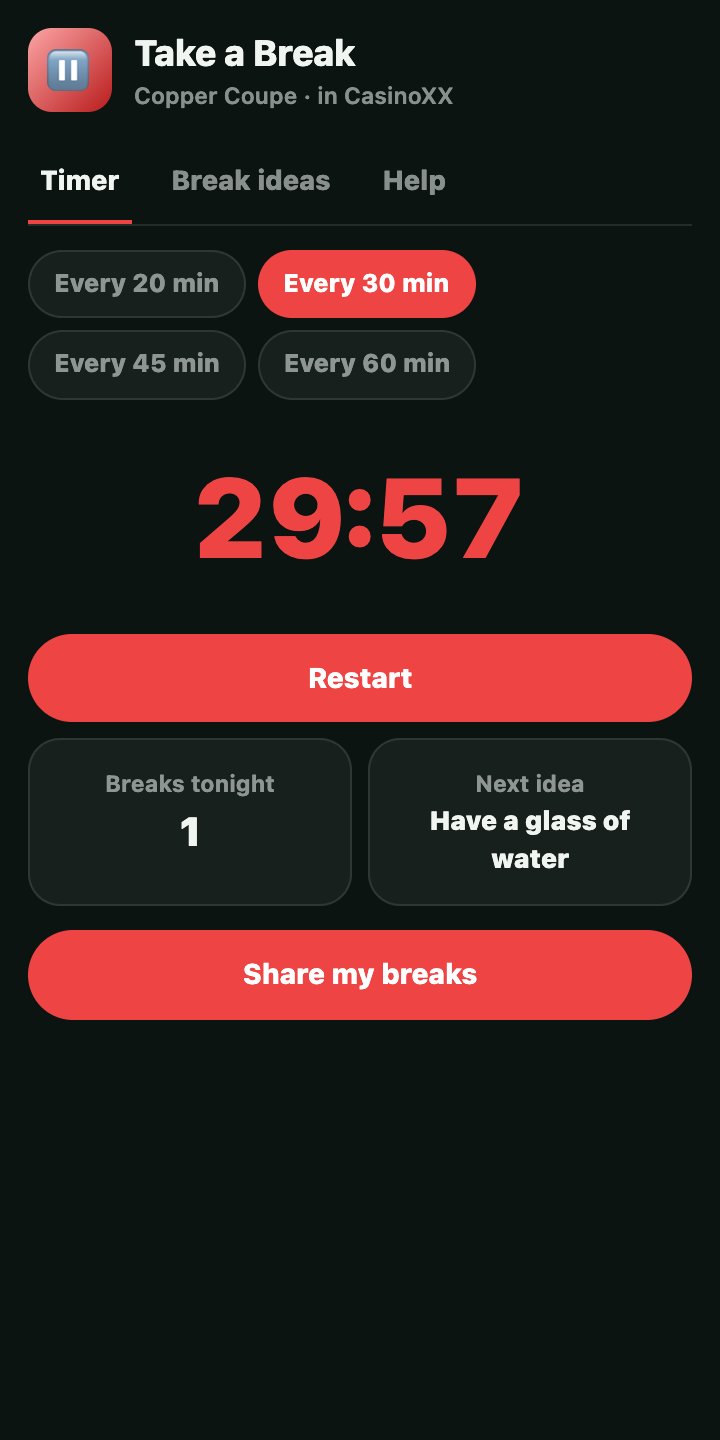 Take a Break
Copper Coupe · in CasinoXX
Timer
Break ideas
Help
Every 20 min
Every 30 min
Every 45 min
Every 60 min
29:57
Restart
Breaks tonight
1
Next idea
Have a glass of
water
Share my breaks